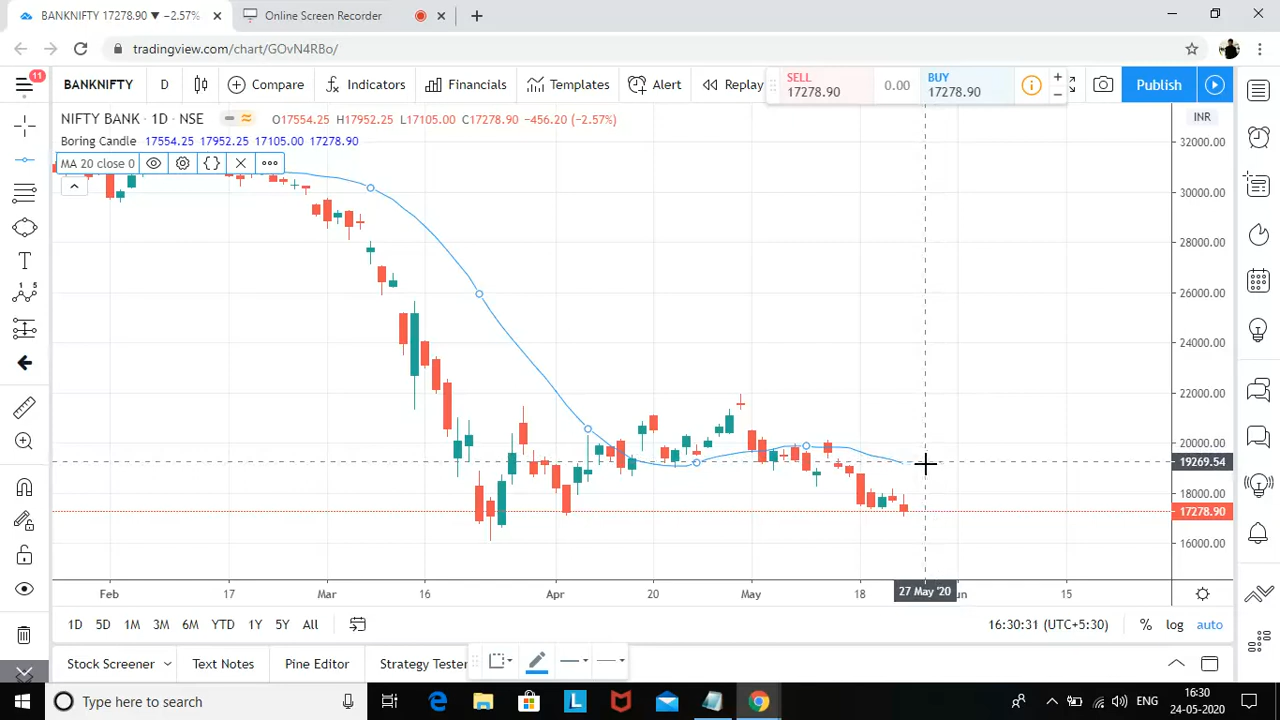 BANKNIFTY 17278.90 ▼ −2.57%
Online Screen Recorder
tradingview.com/chart/GOvN4RBo/
11
BANKNIFTY
D
Compare
Indicators
Financials
Templates
Alert
Replay
SELL
17278.90
0.00
BUY
17278.90
Publish
NIFTY BANK · 1D · NSE
O17554.25 H17952.25 L17105.00 C17278.90 −456.20 (−2.57%)
INR
Boring Candle 17554.25 17952.25 17105.00 17278.90
MA 20 close 0
32000.00
30000.00
28000.00
26000.00
24000.00
22000.00
20000.00
19269.54
18000.00
17278.90
16000.00
Feb
17
Mar
16
Apr
20
May
18
27 May '20
un
15
1D
5D
1M
3M
6M
YTD
1Y
5Y
All
16:30:31 (UTC+5:30)
%
log
auto
Stock Screener
Text Notes
Pine Editor
Strategy Tester
Type here to search
ENG
16:30
24-05-2020